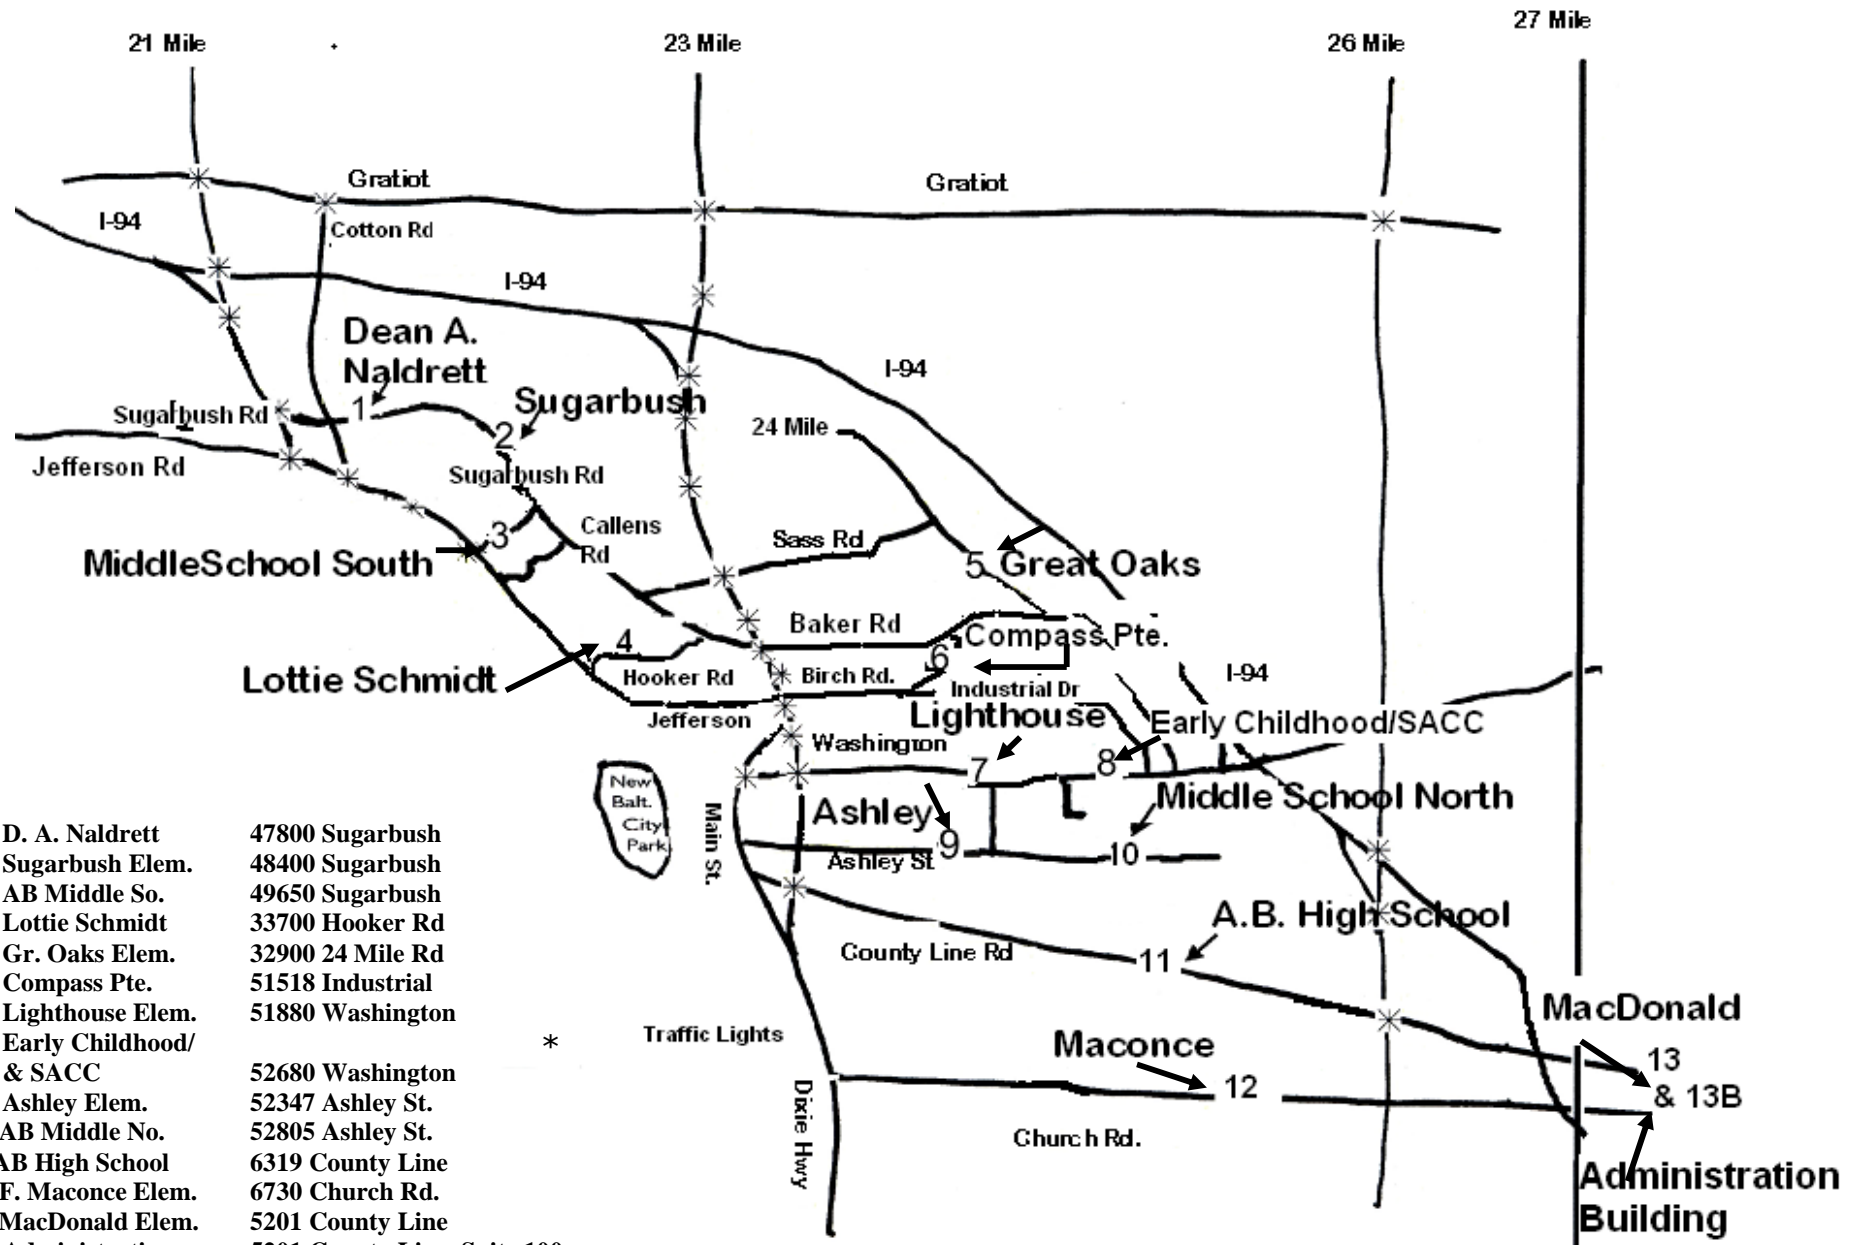 27 Mile
21 Mile
23 Mile
26 Mile
Gratiot
Gratiot
I-94
Cotton Rd
I-94
Dean A.
Naldrett
I-94
1
Sugarbush
Sugarbush Rd
2
24 Mile
Jefferson Rd
Sugarbush Rd
3
Callens
Rd
Sass Rd
MiddleSchool South
5 Great Oaks
Baker Rd
4
Compass Pte.
6
Lottie Schmidt
Hooker Rd
Birch Rd.
I-94
Industrial Dr
Jefferson
Lighthouse
Early Childhood/SACC
Washington
7
8
New
Balt.
City
Park
Main St.
Ashley
Middle School North
9
Ashley St
10
A.B. High School
County Line Rd
11
MacDonald
Traffic Lights
*
Maconce
13
12
& 13B
Dixie Hwy
Church Rd.
Administration
Building
D. A. Naldrett 47800 Sugarbush
Sugarbush Elem. 48400 Sugarbush
AB Middle So. 49650 Sugarbush
Lottie Schmidt 33700 Hooker Rd
Gr. Oaks Elem. 32900 24 Mile Rd
Compass Pte. 51518 Industrial
Lighthouse Elem. 51880 Washington
Early Childhood/
& SACC 52680 Washington
Ashley Elem. 52347 Ashley St.
AB Middle No. 52805 Ashley St.
AB High School 6319 County Line
F. Maconce Elem. 6730 Church Rd.
MacDonald Elem. 5201 County Line